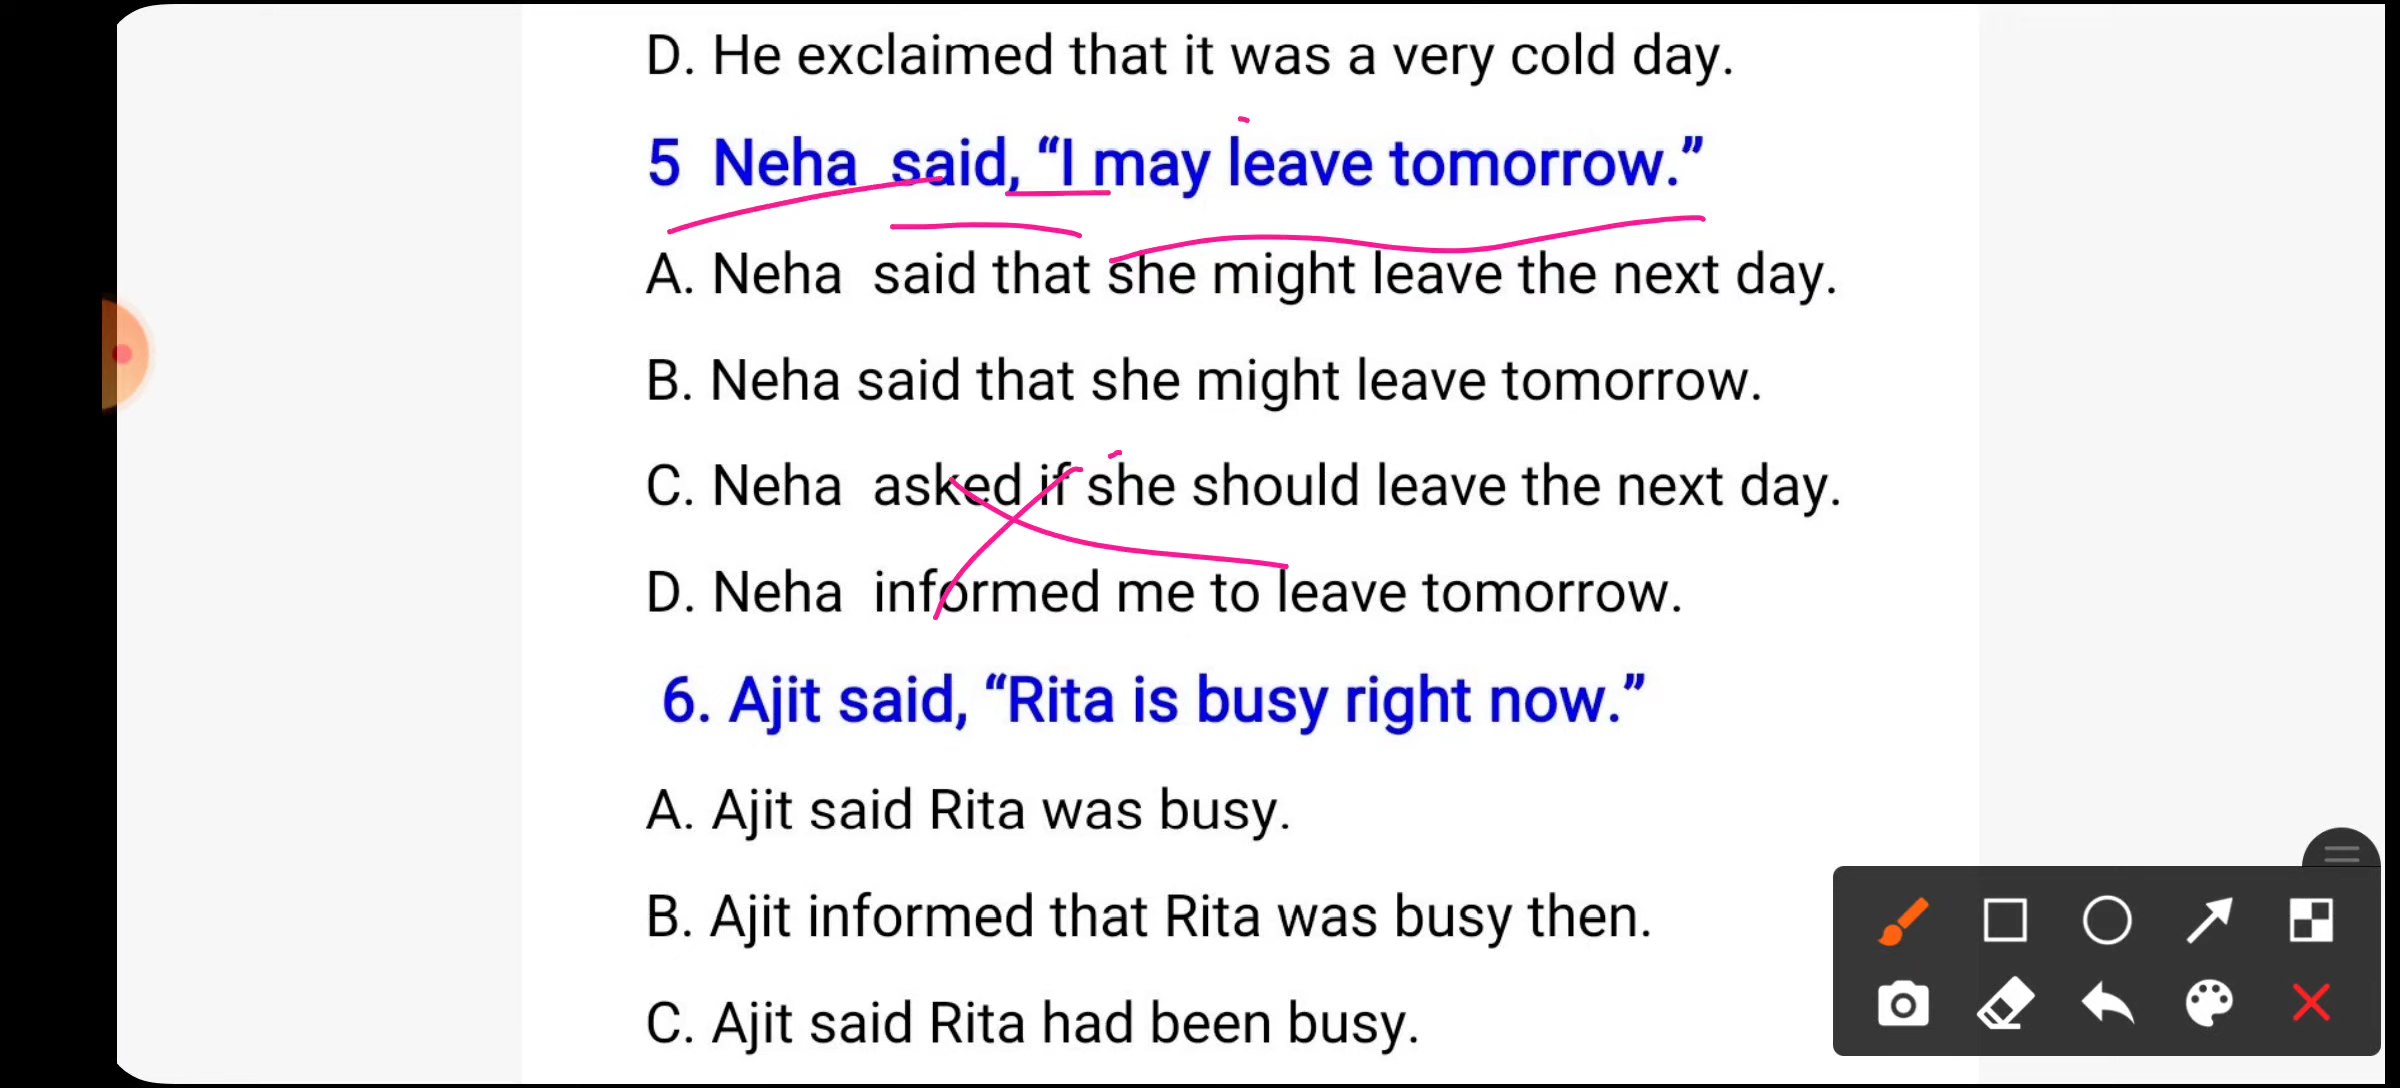 D. He exclaimed that it was a very cold day.
5 Neha said, “I may leave tomorrow.”
A. Neha said that she might leave the next day.
B. Neha said that she might leave tomorrow.
C. Neha asked if she should leave the next day.
D. Neha informed me to leave tomorrow.
6. Ajit said, “Rita is busy right now.”
A. Ajit said Rita was busy.
B. Ajit informed that Rita was busy then.
C. Ajit said Rita had been busy.